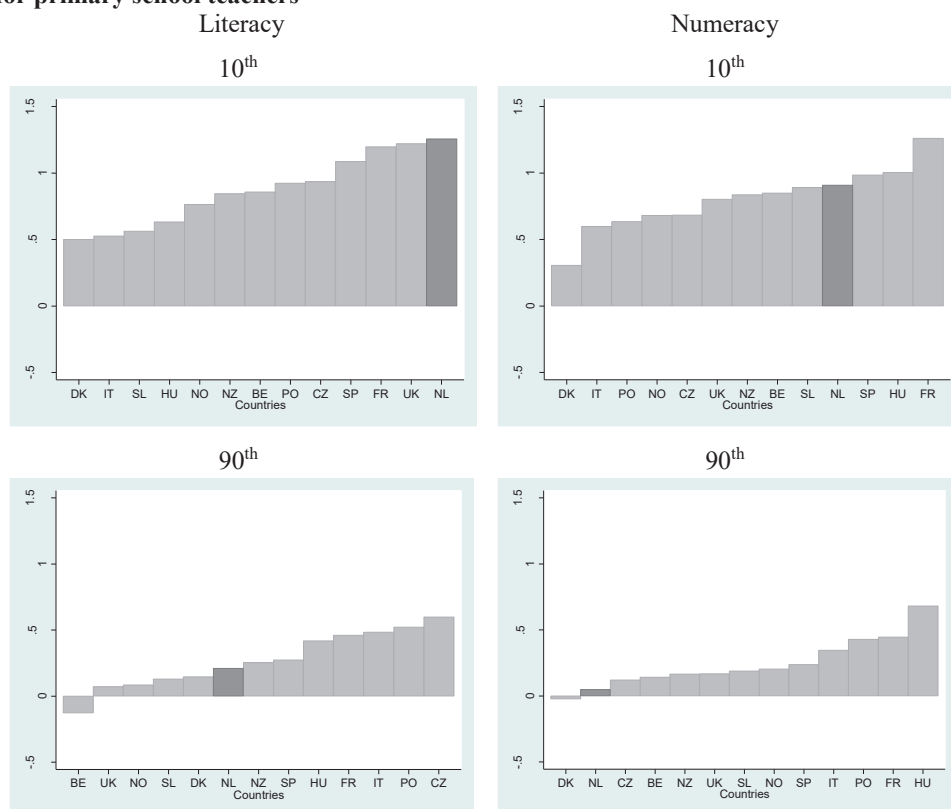 for primary school teachers
Literacy Numeracy
10th 10th
1.5
1
.5
0
-.5
DK IT SL HU NO NZ BE PO CZ SP FR UK NL
Countries
1.5
1
.5
0
-.5
DK IT PO NO CZ UK NZ BE SL NL SP HU FR
Countries
90th 90th
1.5
1
.5
0
-.5
BE UK NO SL DK NL NZ SP HU FR IT PO CZ
Countries
1.5
1
.5
0
-.5
DK NL CZ BE NZ UK SL NO SP IT PO FR HU
Countries